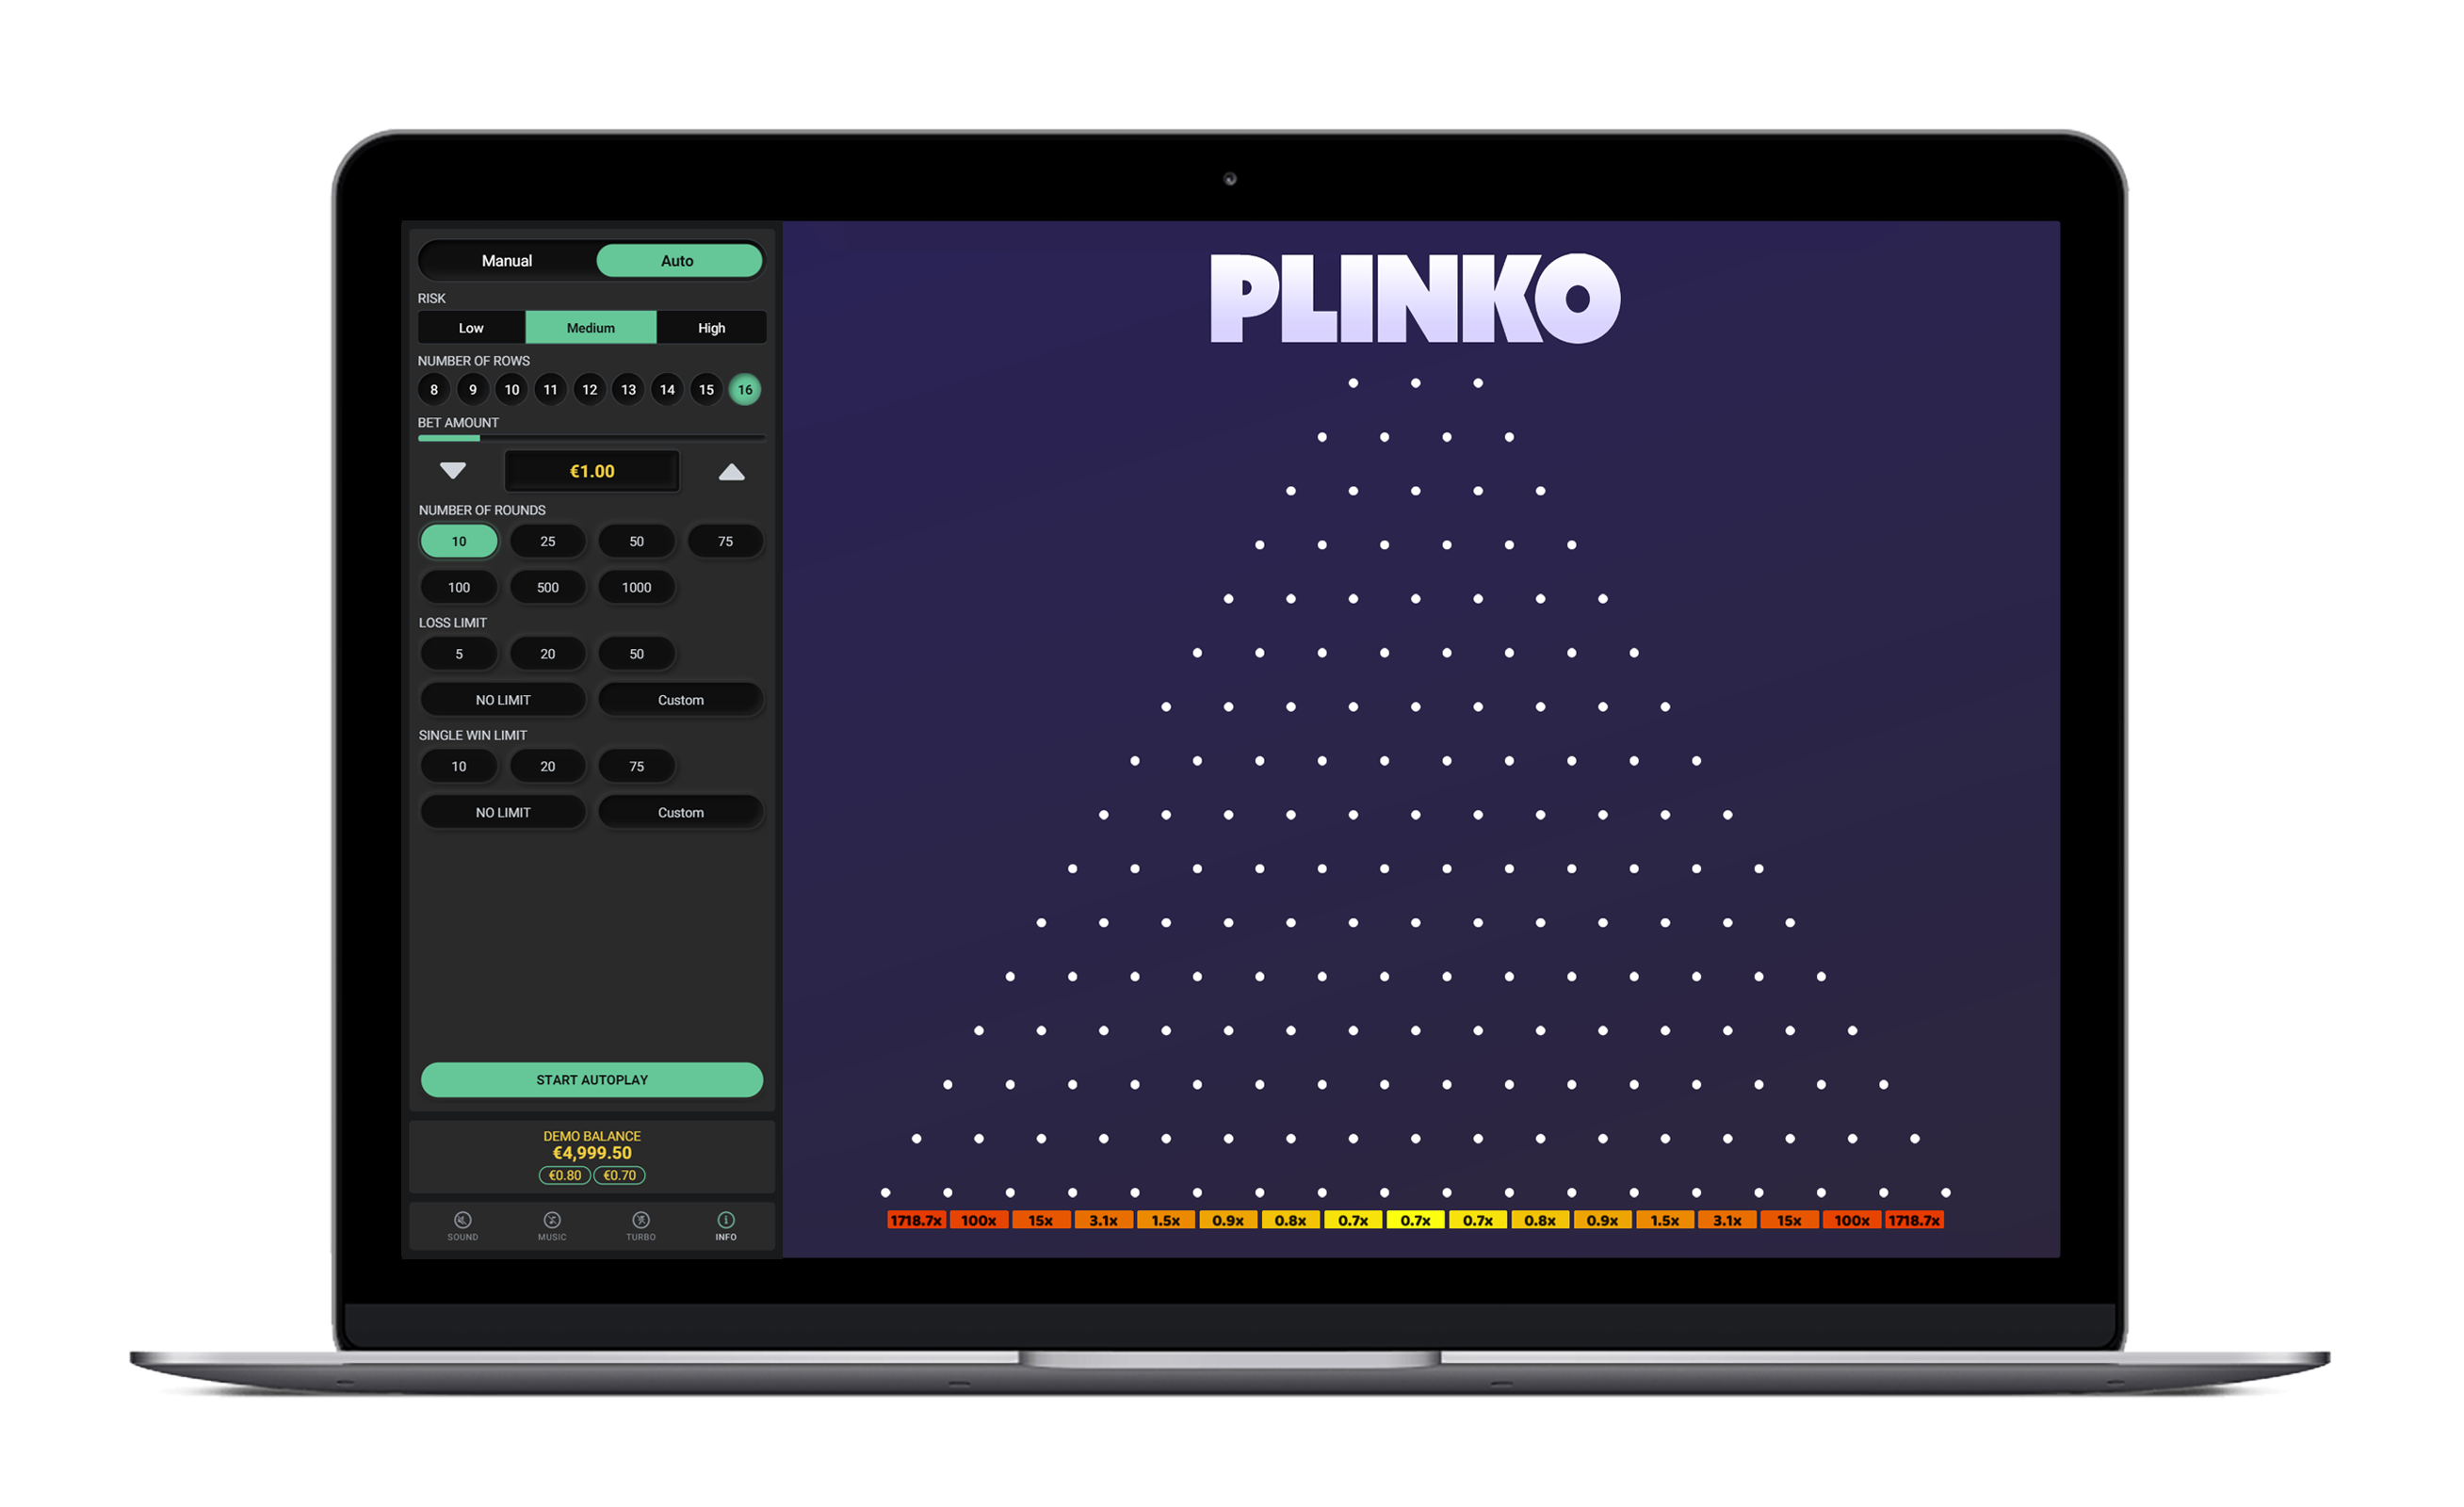 Manual Auto
RISK
Low Medium High
NUMBER OF ROWS
8 9 10 11 12 13 14 15 16
BET AMOUNT
€1.00
NUMBER OF ROUNDS
10 25 50 75
100 500 1000
LOSS LIMIT
5 20 50
NO LIMIT Custom
SINGLE WIN LIMIT
10 20 75
NO LIMIT Custom
START AUTOPLAY
DEMO BALANCE
€4,999.50
€0.80 €0.70
SOUND MUSIC TURBO INFO
PLINKO
1718.7x 100x 15x 3.1x 1.5x 0.9x 0.8x 0.7x 0.7x 0.7x 0.8x 0.9x 1.5x 3.1x 15x 100x 1718.7x